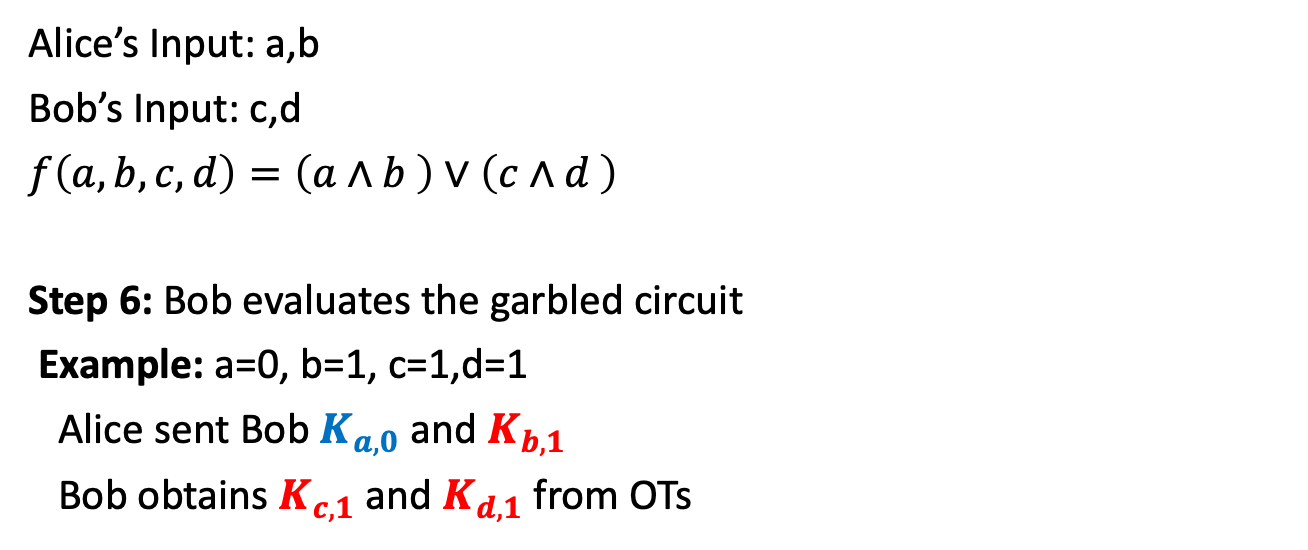 Alice’s Input: a,b
Bob’s Input: c,d
𝑓(𝑎, 𝑏, 𝑐, 𝑑) = (𝑎 ∧ 𝑏 ) ∨ (𝑐 ∧ 𝑑 )
Step 6: Bob evaluates the garbled circuit
Example: a=0, b=1, c=1,d=1
Alice sent Bob K_{a,0} and K_{b,1}
Bob obtains K_{c,1} and K_{d,1} from OTs